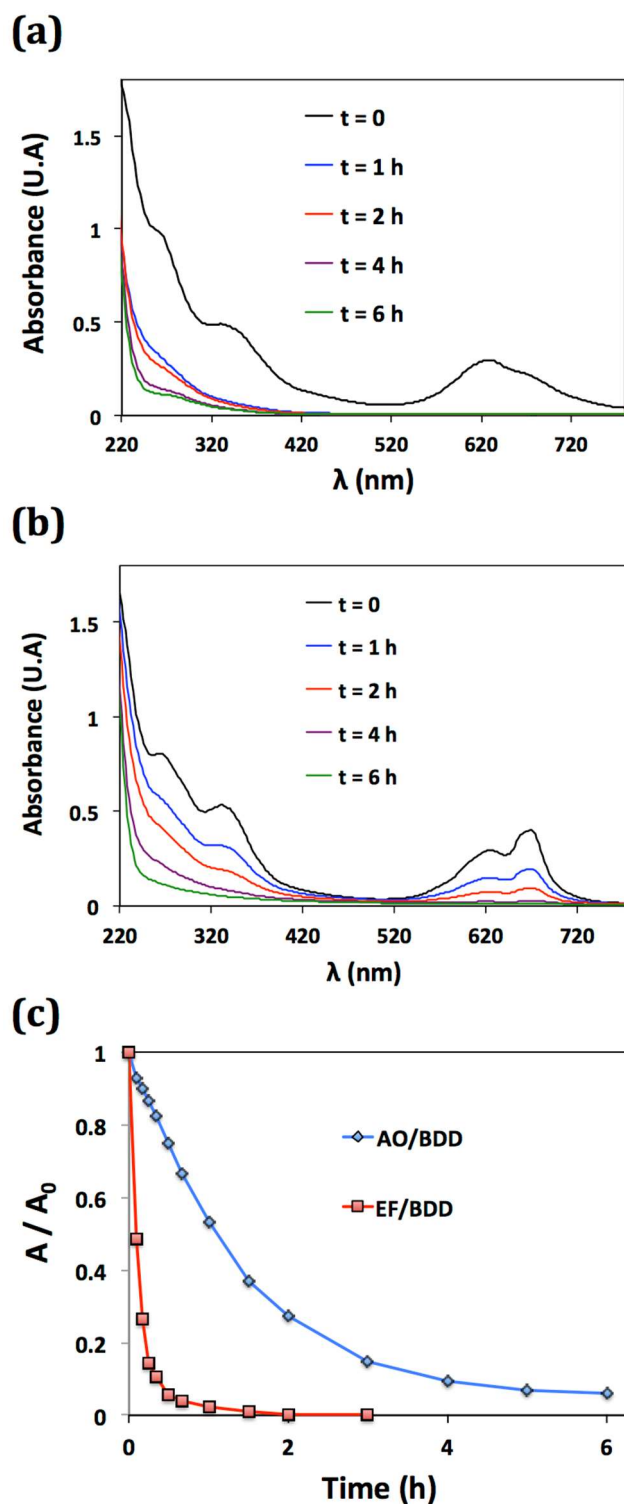 (a)
Absorbance (U.A)
1.5
1
0.5
0
t = 0
t = 1 h
t = 2 h
t = 4 h
t = 6 h
220 320 420 520 620 720
λ (nm)
(b)
Absorbance (U.A)
1.5
1
0.5
0
t = 0
t = 1 h
t = 2 h
t = 4 h
t = 6 h
220 320 420 520 620 720
λ (nm)
(c)
A / A₀
1
0.8
0.6
0.4
0.2
0
AO/BDD
EF/BDD
0 2 4 6
Time (h)